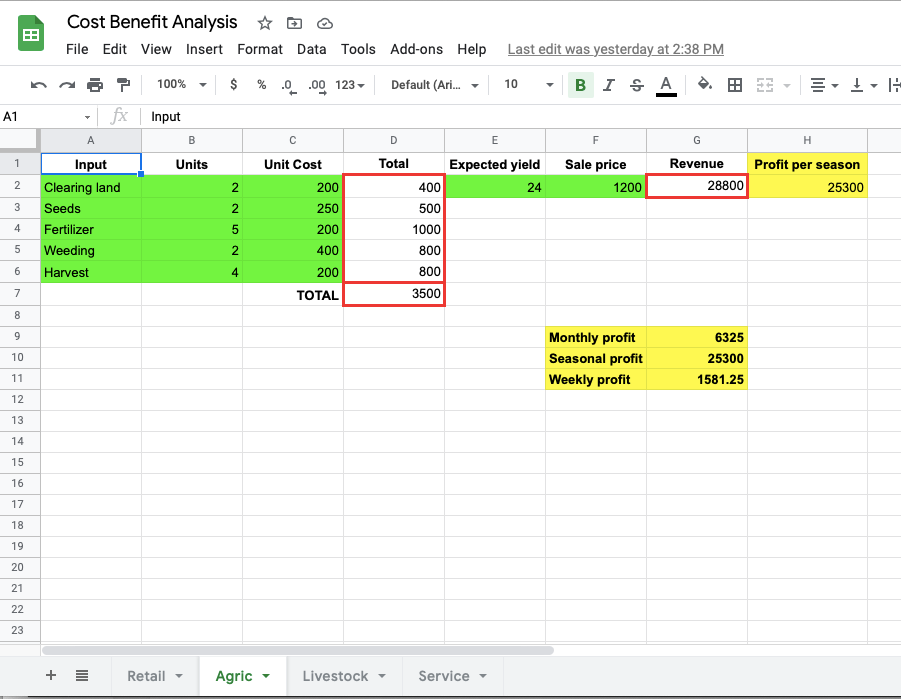 Cost Benefit Analysis
File Edit View Insert Format Data Tools Add-ons Help Last edit was yesterday at 2:38 PM
100% $ % .0 .00 123 Default (Ari... 10 B I S A
A1 fx Input
A B C D E F G H
1 Input Units Unit Cost Total Expected yield Sale price Revenue Profit per season
2 Clearing land 2 200 400 24 1200 28800 25300
3 Seeds 2 250 500
4 Fertilizer 5 200 1000
5 Weeding 2 400 800
6 Harvest 4 200 800
7 TOTAL 3500
8
9 Monthly profit 6325
10 Seasonal profit 25300
11 Weekly profit 1581.25
12
13
14
15
16
17
18
19
20
21
22
23
+ Retail Agric Livestock Service